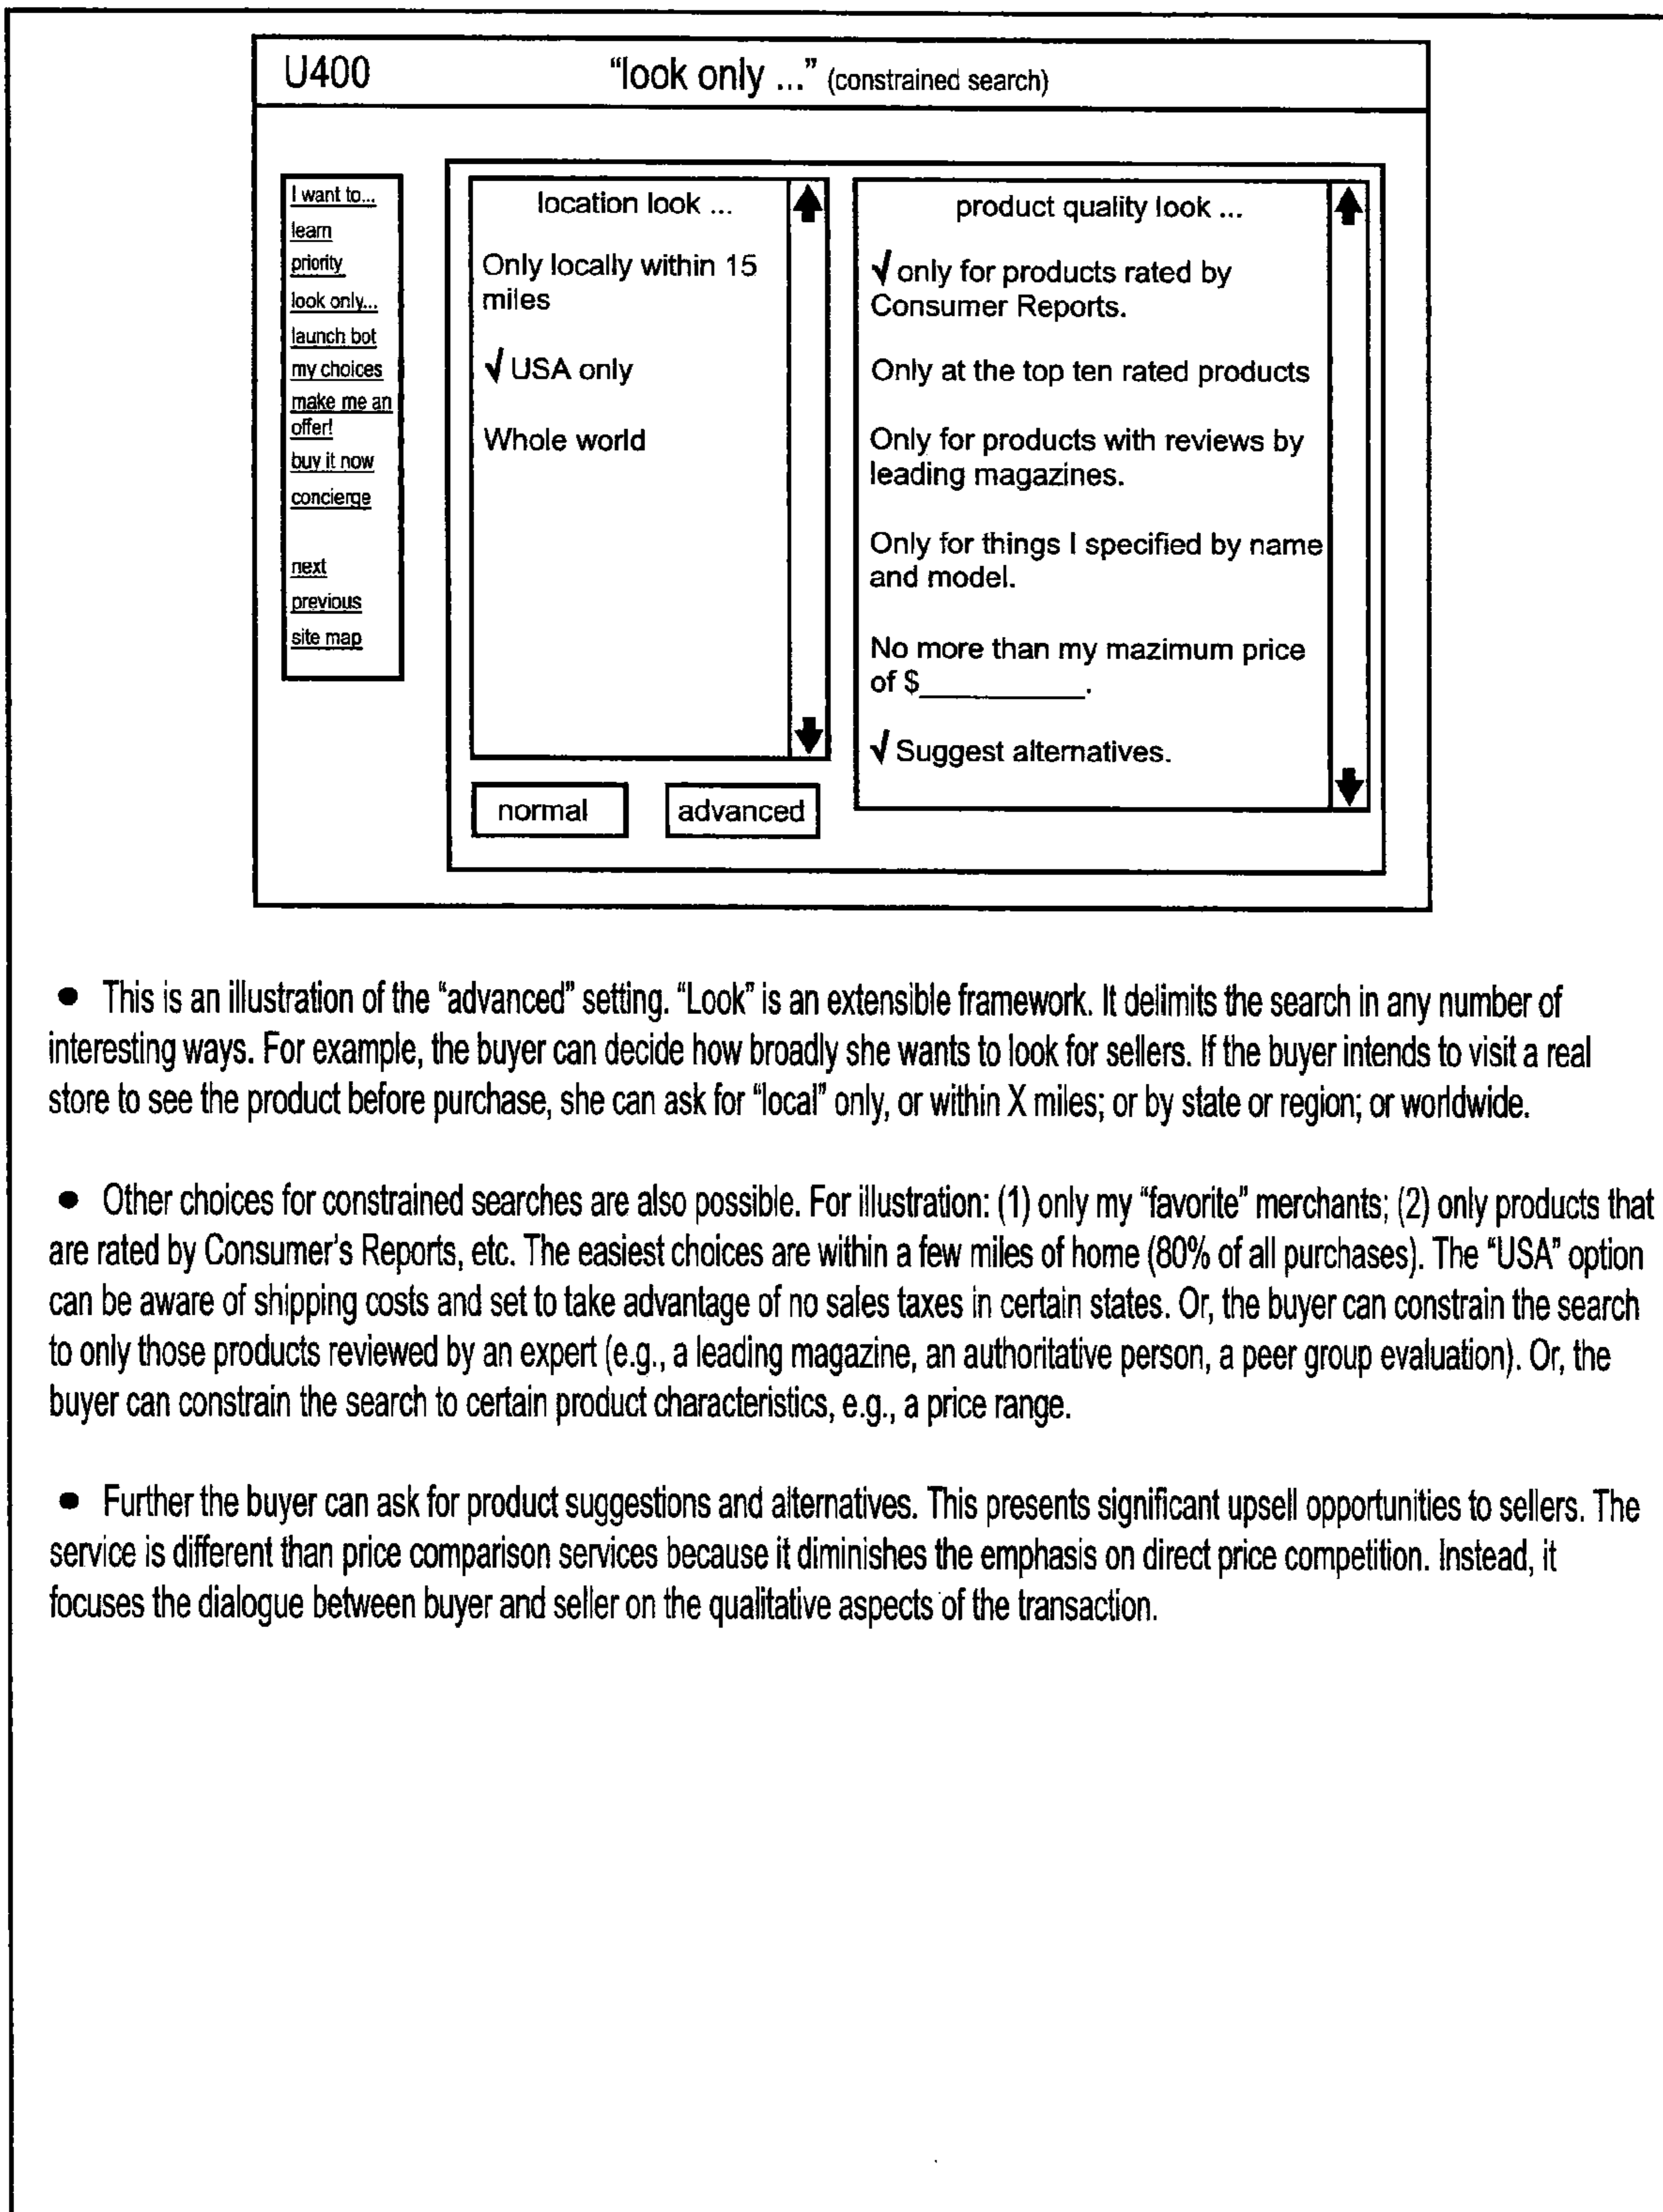 U400
“look only ...” (constrained search)
I want to...
learn
priority
look only...
launch bot
my choices
make me an
offer!
buy it now
concierge
next
previous
site map
location look ...
Only locally within 15
miles
√ USA only
Whole world
normal
advanced
product quality look ...
√ only for products rated by
Consumer Reports.
Only at the top ten rated products
Only for products with reviews by
leading magazines.
Only for things I specified by name
and model.
No more than my mazimum price
of $___________.
√ Suggest alternatives.
● This is an illustration of the “advanced” setting. “Look” is an extensible framework. It delimits the search in any number of
interesting ways. For example, the buyer can decide how broadly she wants to look for sellers. If the buyer intends to visit a real
store to see the product before purchase, she can ask for “local” only, or within X miles; or by state or region; or worldwide.
● Other choices for constrained searches are also possible. For illustration: (1) only my “favorite” merchants; (2) only products that
are rated by Consumer's Reports, etc. The easiest choices are within a few miles of home (80% of all purchases). The “USA” option
can be aware of shipping costs and set to take advantage of no sales taxes in certain states. Or, the buyer can constrain the search
to only those products reviewed by an expert (e.g., a leading magazine, an authoritative person, a peer group evaluation). Or, the
buyer can constrain the search to certain product characteristics, e.g., a price range.
● Further the buyer can ask for product suggestions and alternatives. This presents significant upsell opportunities to sellers. The
service is different than price comparison services because it diminishes the emphasis on direct price competition. Instead, it
focuses the dialogue between buyer and seller on the qualitative aspects of the transaction.